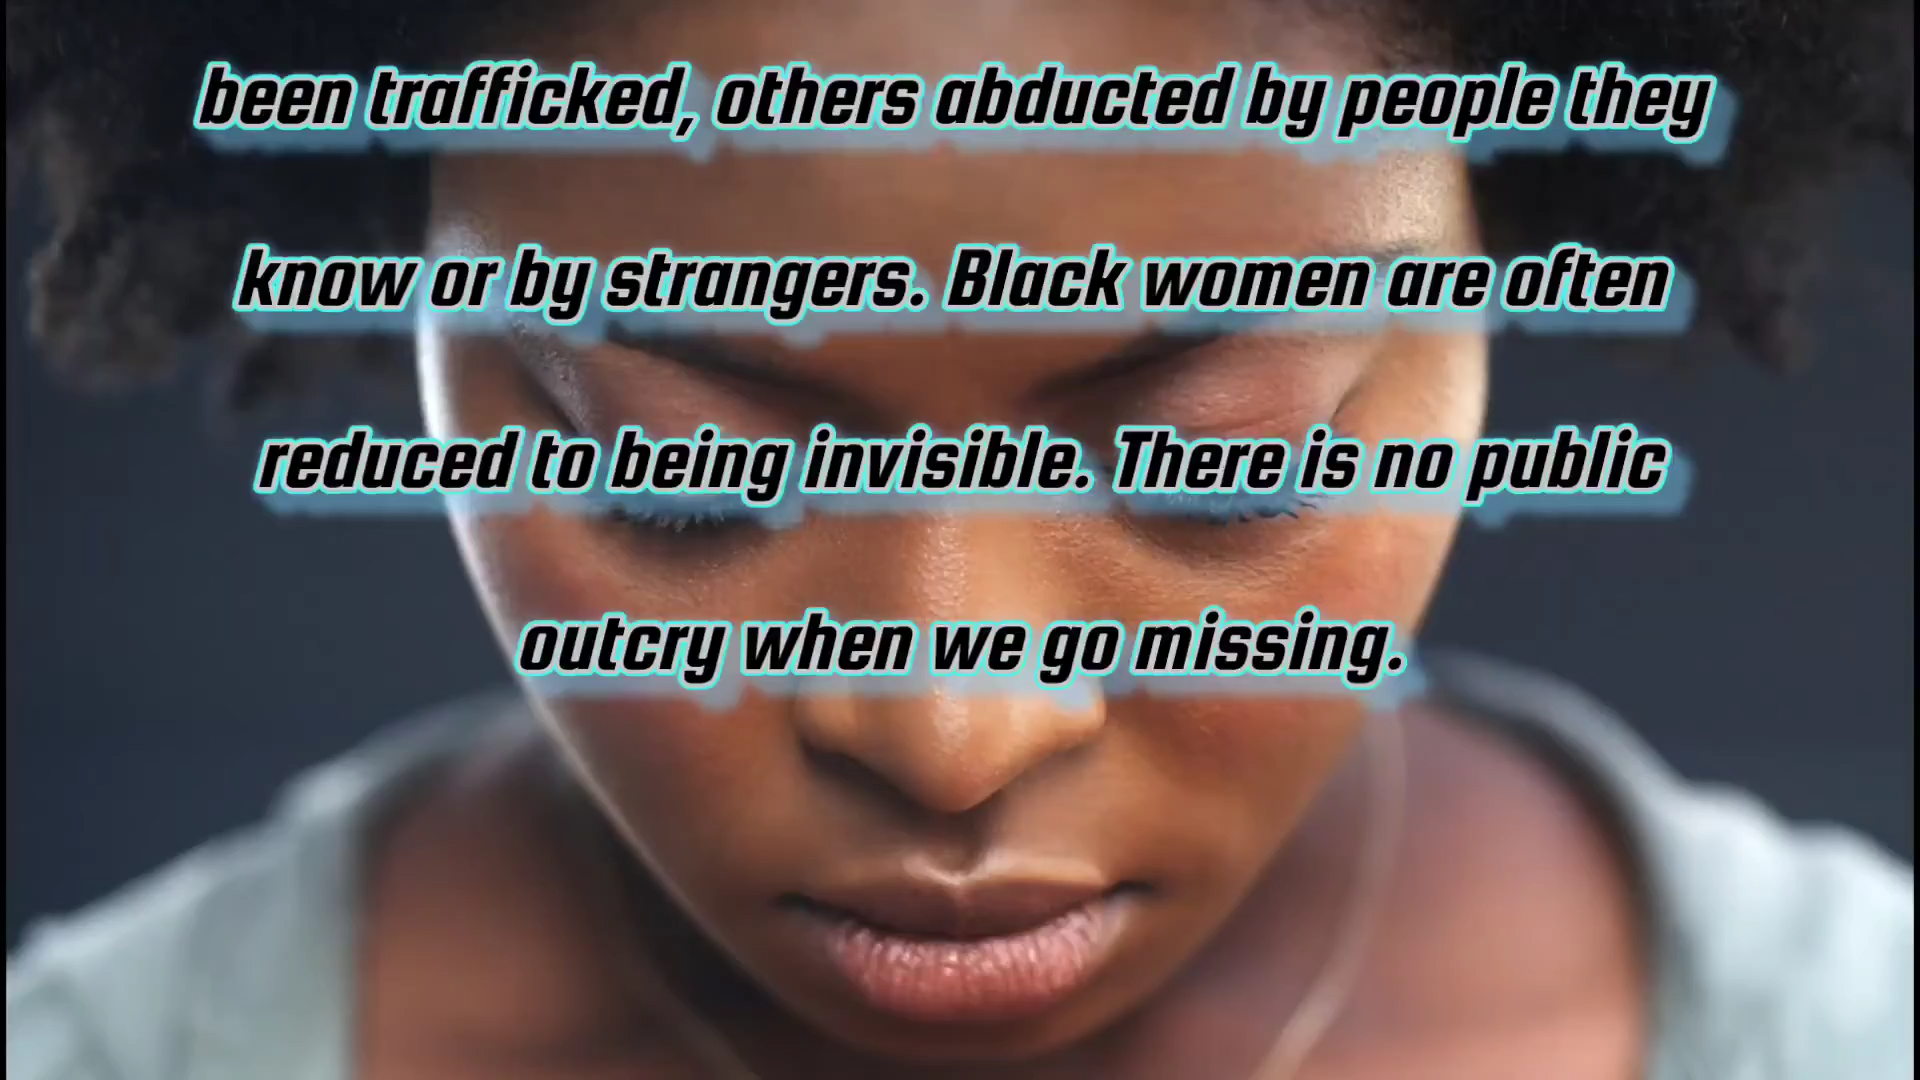 been trafficked, others abducted by people they
know or by strangers. Black women are often
reduced to being invisible. There is no public
outcry when we go missing.